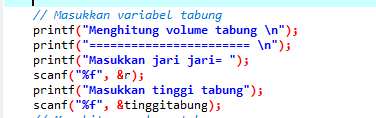 // Masukkan variabel tabung
printf("Menghitung volume tabung \n");
printf("======================= \n");
printf("Masukkan jari jari= ");
scanf("%f", &r);
printf("Masukkan tinggi tabung");
scanf("%f", &tinggitabung);